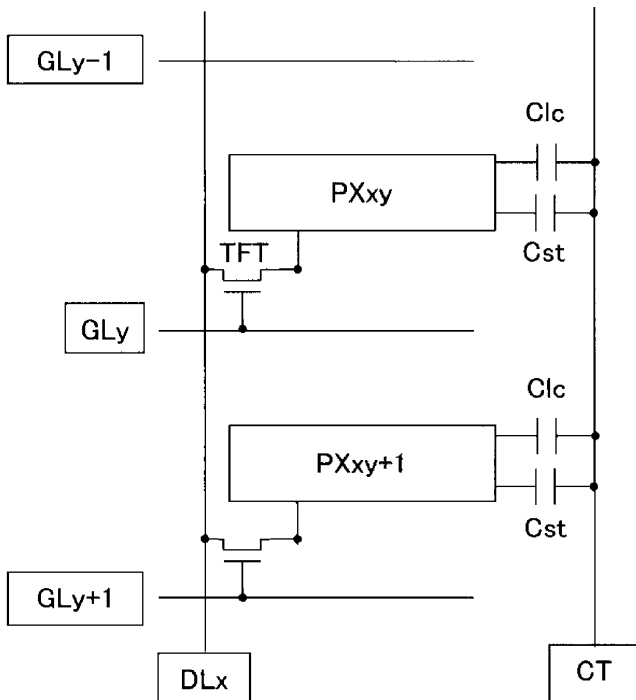 GLy-1
Clc
PXxy
Cst
TFT
GLy
Clc
PXxy+1
Cst
GLy+1
DLx
CT